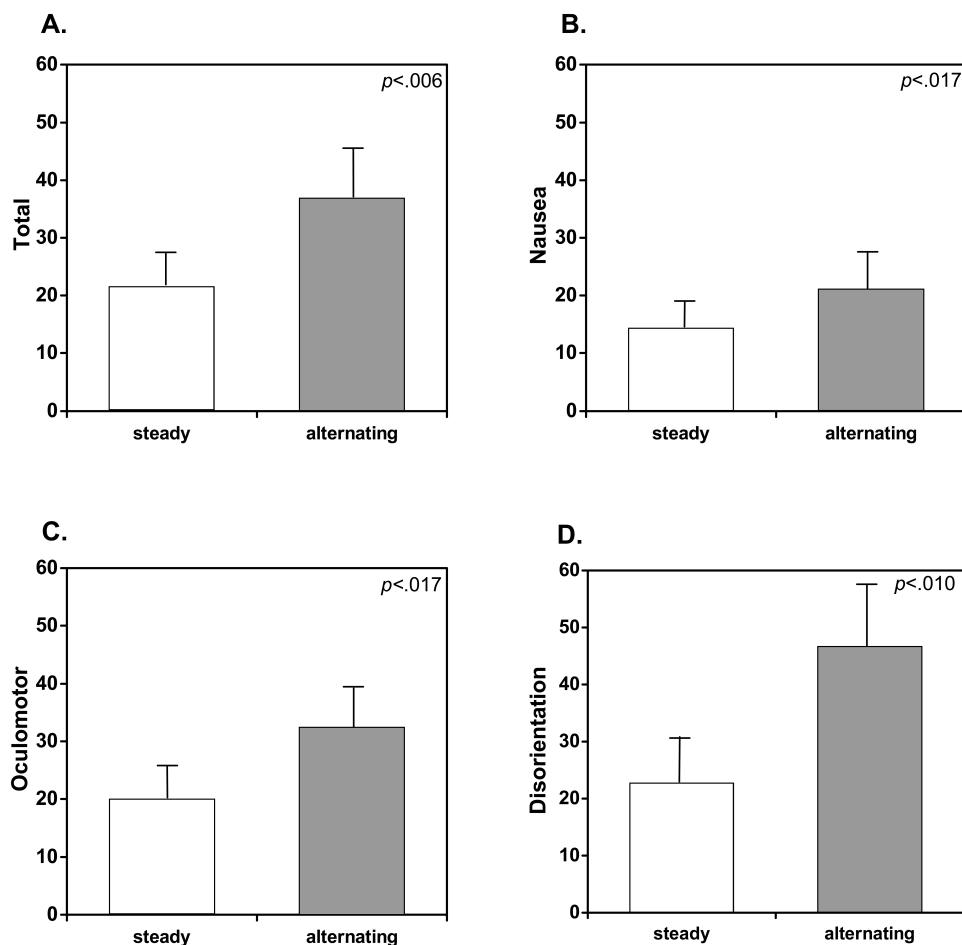 A.
60
50
40
30
20
10
0
Total
p<.006
steady
alternating
B.
60
50
40
30
20
10
0
Nausea
p<.017
steady
alternating
C.
60
50
40
30
20
10
0
Oculomotor
p<.017
steady
alternating
D.
60
50
40
30
20
10
0
Disorientation
p<.010
steady
alternating